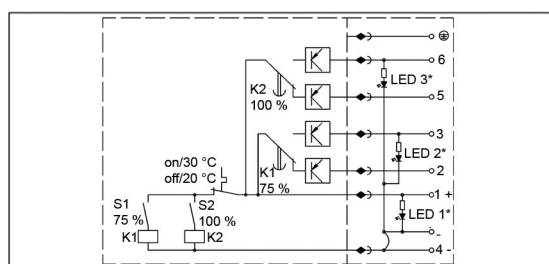 6
LED 3*
K2
100 %
5
3
on/30 °C
off/20 °C
K1
75 %
LED 2*
2
1 +
S1
75 %
S2
100 %
LED 1*
K1
K2
-
4 -